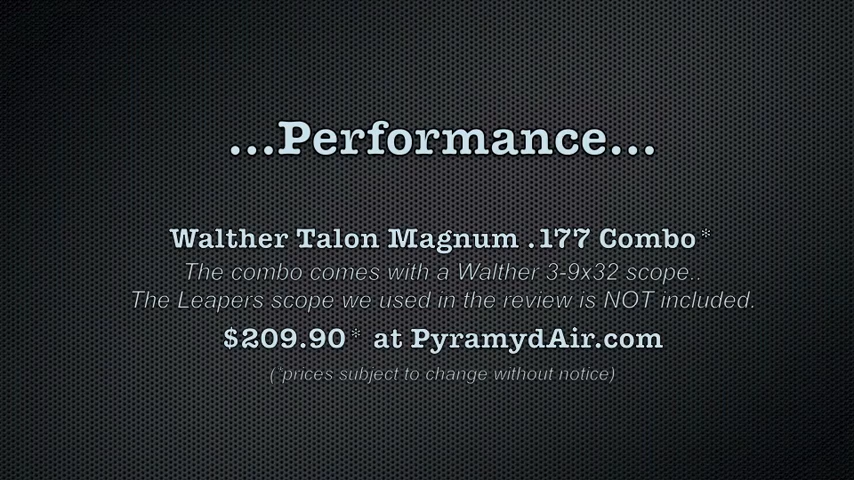 ...Performance...
Walther Talon Magnum .177 Combo*
The combo comes with a Walther 3-9x32 scope..
The Leapers scope we used in the review is NOT included.
$209.90* at PyramydAir.com
(*prices subject to change without notice)